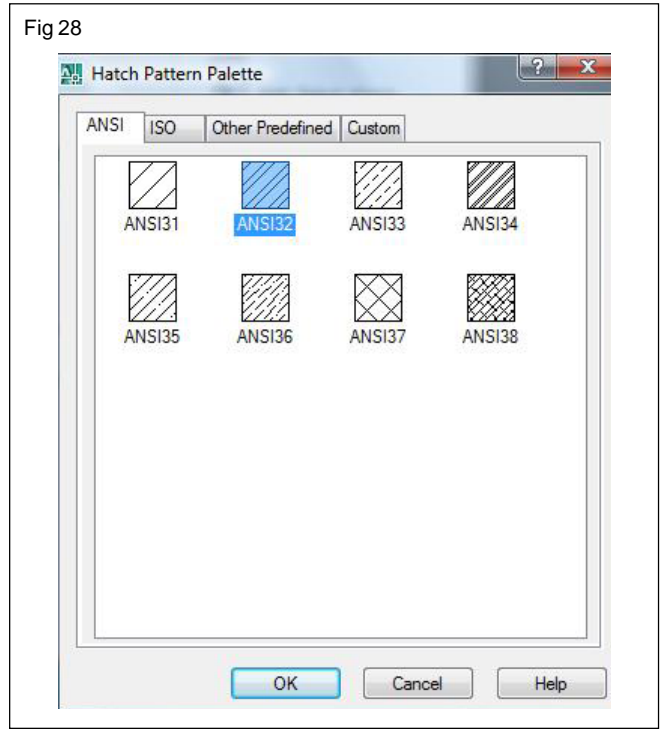 Fig 28
Hatch Pattern Palette
ANSI ISO Other Predefined Custom
ANSI31 ANSI32 ANSI33 ANSI34
ANSI35 ANSI36 ANSI37 ANSI38
OK Cancel Help